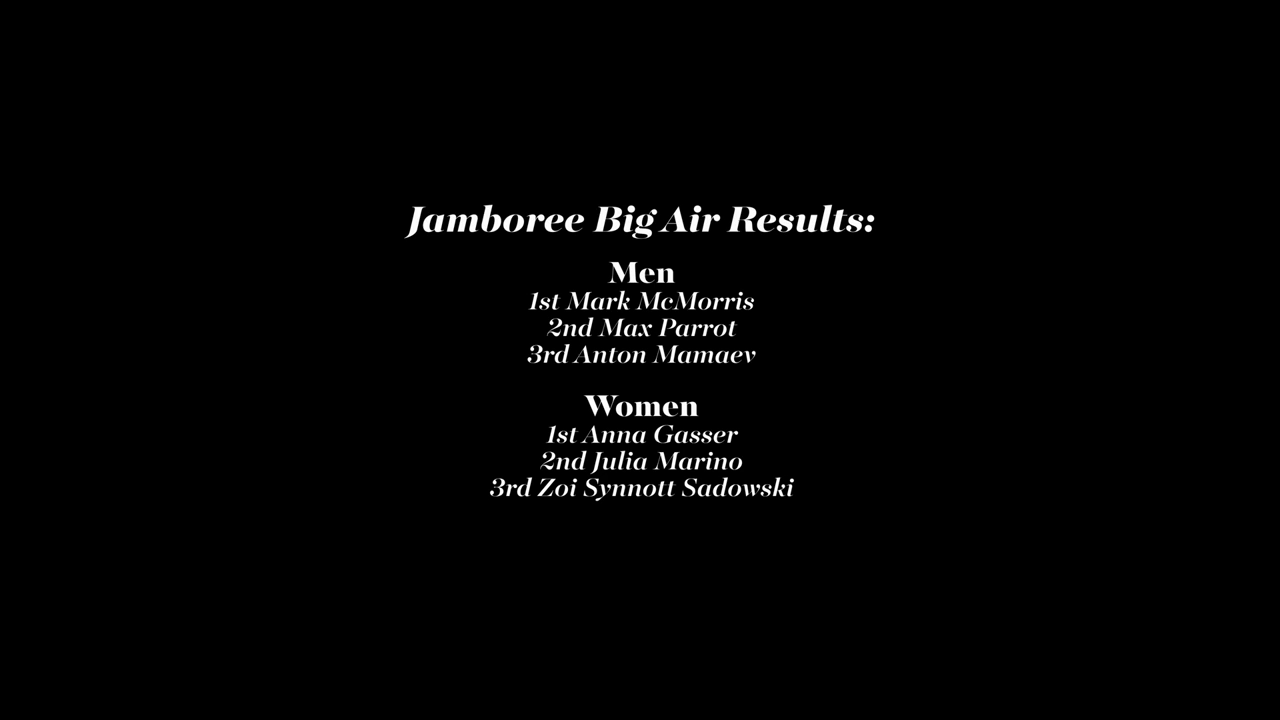 Jamboree Big Air Results:
Men
1st Mark McMorris
2nd Max Parrot
3rd Anton Mamaev
Women
1st Anna Gasser
2nd Julia Marino
3rd Zoi Synnott Sadowski